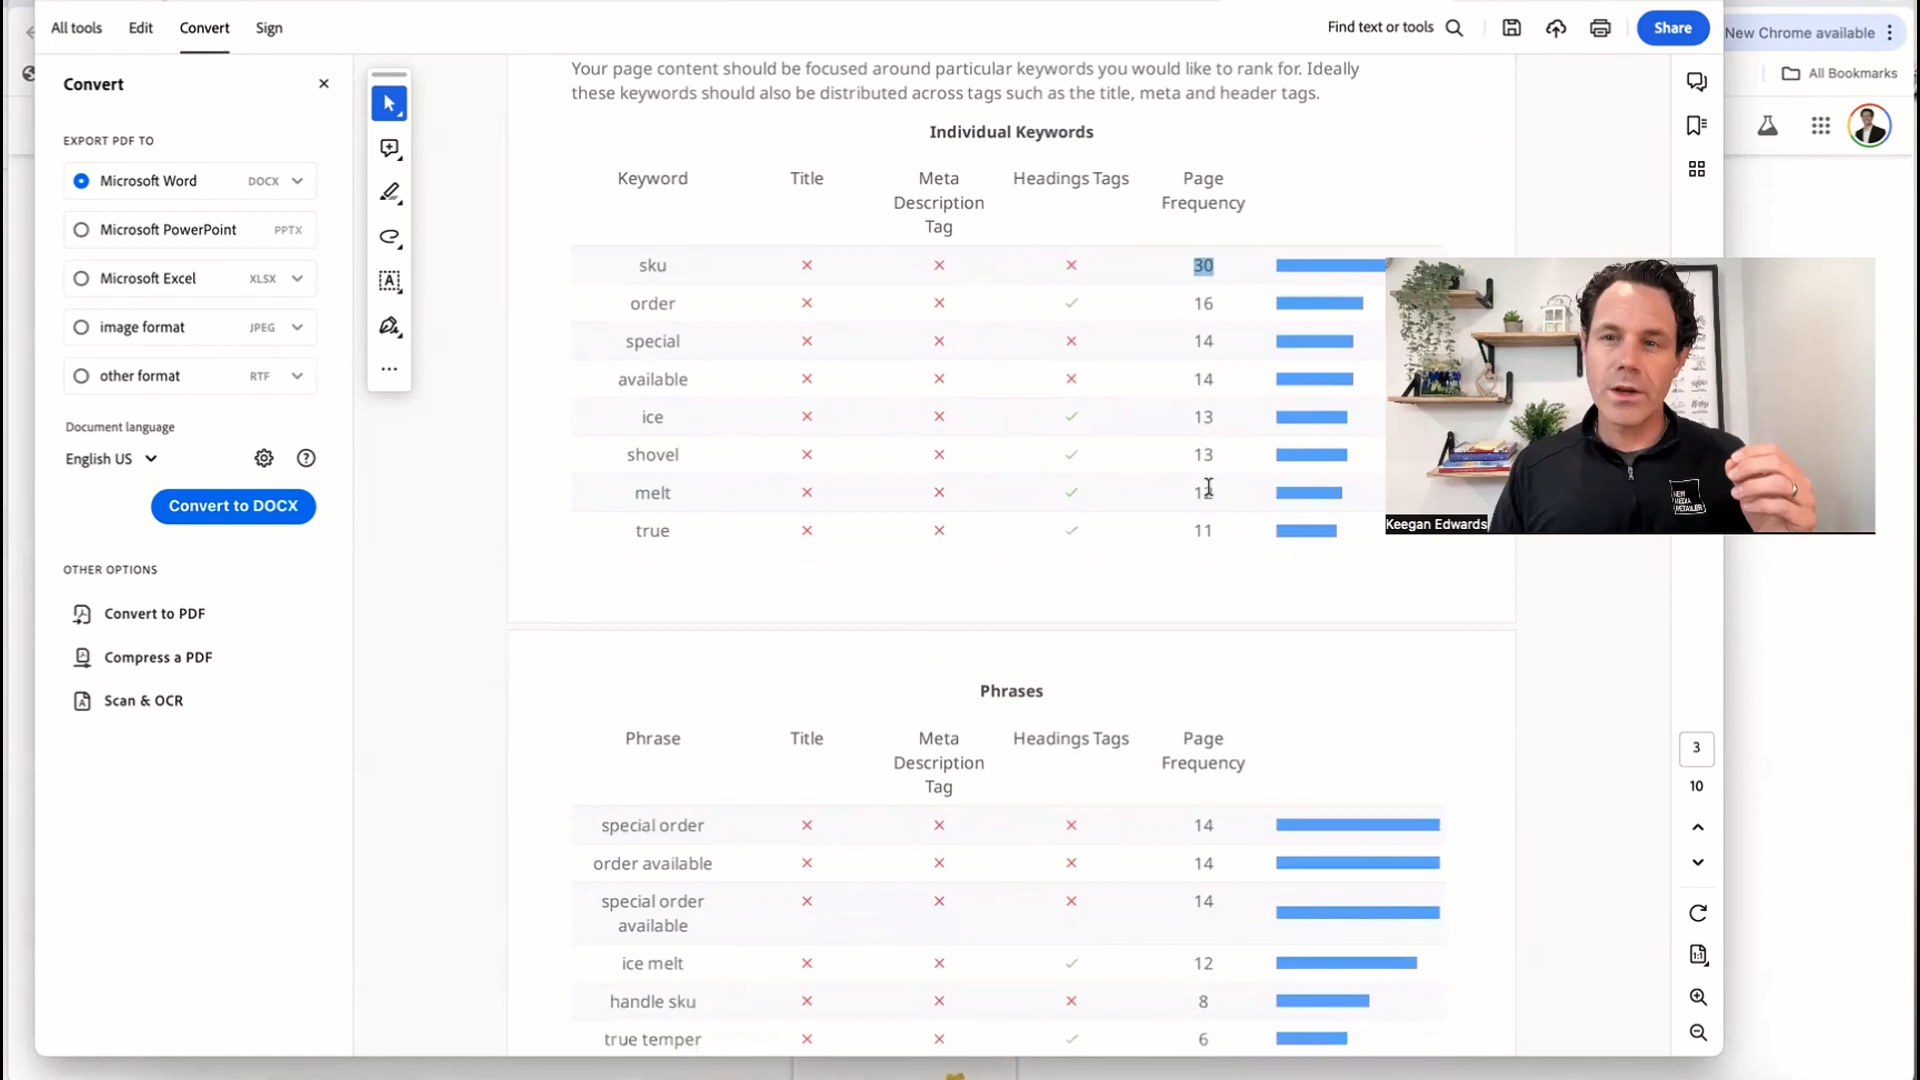 All tools Edit Convert Sign Find text or tools Share
New Chrome available
All Bookmarks
Convert
EXPORT PDF TO
Microsoft Word DOCX
Microsoft PowerPoint PPTX
Microsoft Excel XLSX
image format JPEG
other format RTF
Document language
English US
Convert to DOCX
OTHER OPTIONS
Convert to PDF
Compress a PDF
Scan & OCR
Your page content should be focused around particular keywords you would like to rank for. Ideally
these keywords should also be distributed across tags such as the title, meta and header tags.
Individual Keywords
Keyword Title Meta Headings Tags Page
Description Frequency
Tag
sku 30
order 16
special 14
available 14
ice 13
shovel 13
melt 12
true 11
Phrases
Phrase Title Meta Headings Tags Page
Description Frequency
Tag
special order 14
order available 14
special order 14
available
ice melt 12
handle sku 8
true temper 6
NEW
MEDIA
RETAILER
Keegan Edwards
3
10
1:1